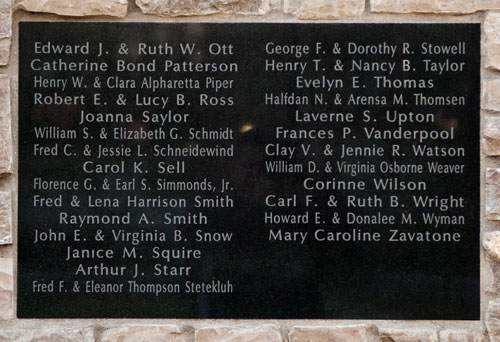 Edward J. & Ruth W. Ott
Catherine Bond Patterson
Henry W. & Clara Alpharetta Piper
Robert E. & Lucy B. Ross
Joanna Saylor
William S. & Elizabeth G. Schmidt
Fred C. & Jessie L. Schneidewind
Carol K. Sell
Florence G. & Earl S. Simmonds, Jr.
Fred & Lena Harrison Smith
Raymond A. Smith
John E. & Virginia B. Snow
Janice M. Squire
Arthur J. Starr
Fred F. & Eleanor Thompson Stetekluh
George F. & Dorothy R. Stowell
Henry T. & Nancy B. Taylor
Evelyn E. Thomas
Halfdan N. & Arensa M. Thomsen
Laverne S. Upton
Frances P. Vanderpool
Clay V. & Jennie R. Watson
William D. & Virginia Osborne Weaver
Corinne Wilson
Carl F. & Ruth B. Wright
Howard E. & Donalee M. Wyman
Mary Caroline Zavatone